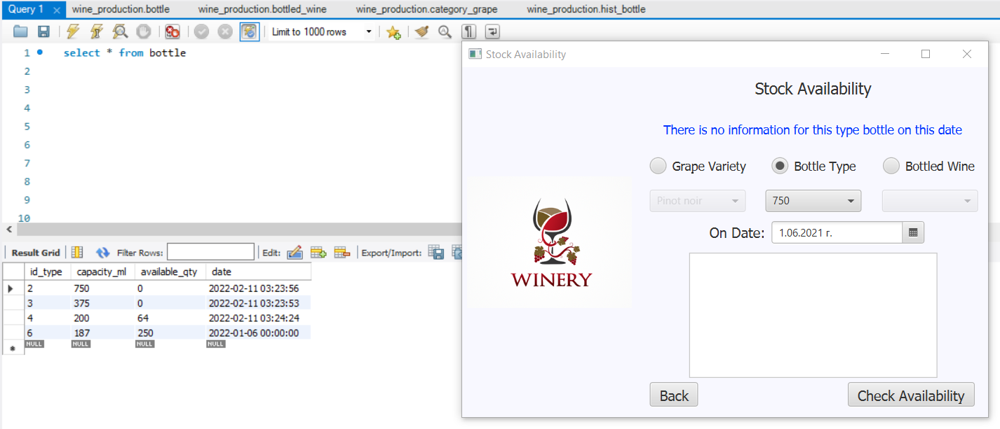 Query 1 wine_production.bottle wine_production.bottled_wine wine_production.category_grape wine_production.hist_bottle
Limit to 1000 rows
1 select * from bottle
2
3
4
5
6
7
8
9
10
Result Grid Filter Rows: Edit: Export/Import:
id_type capacity_ml available_qty date
2 750 0 2022-02-11 03:23:56
3 375 0 2022-02-11 03:23:53
4 200 64 2022-02-11 03:24:24
6 187 250 2022-01-06 00:00:00
NULL NULL NULL NULL
Stock Availability
Stock Availability
There is no information for this type bottle on this date
Grape Variety Bottle Type Bottled Wine
Pinot noir 750
On Date: 1.06.2021 г.
WINERY
Back Check Availability